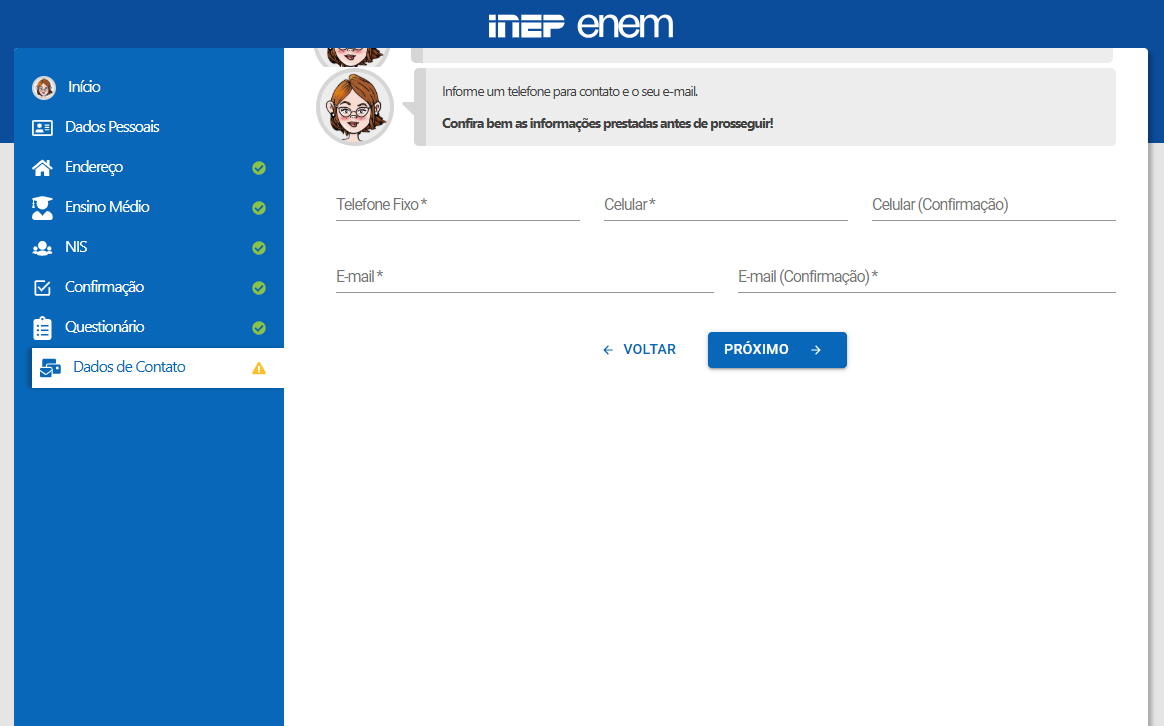 inep enem
Início
Dados Pessoais
Endereço
Ensino Médio
NIS
Confirmação
Questionário
Dados de Contato
Informe um telefone para contato e o seu e-mail.
Confira bem as informações prestadas antes de prosseguir!
Telefone Fixo * Celular * Celular (Confirmação)
E-mail * E-mail (Confirmação) *
VOLTAR PRÓXIMO